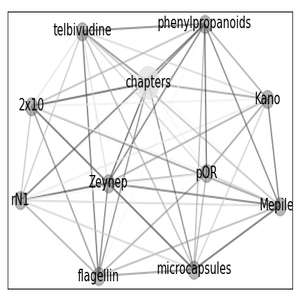 phenylpropanoids
telbivudine
chapters
Kano
2x10
pOR
Zeynep
rN1
Mepile
microcapsules
flagellin